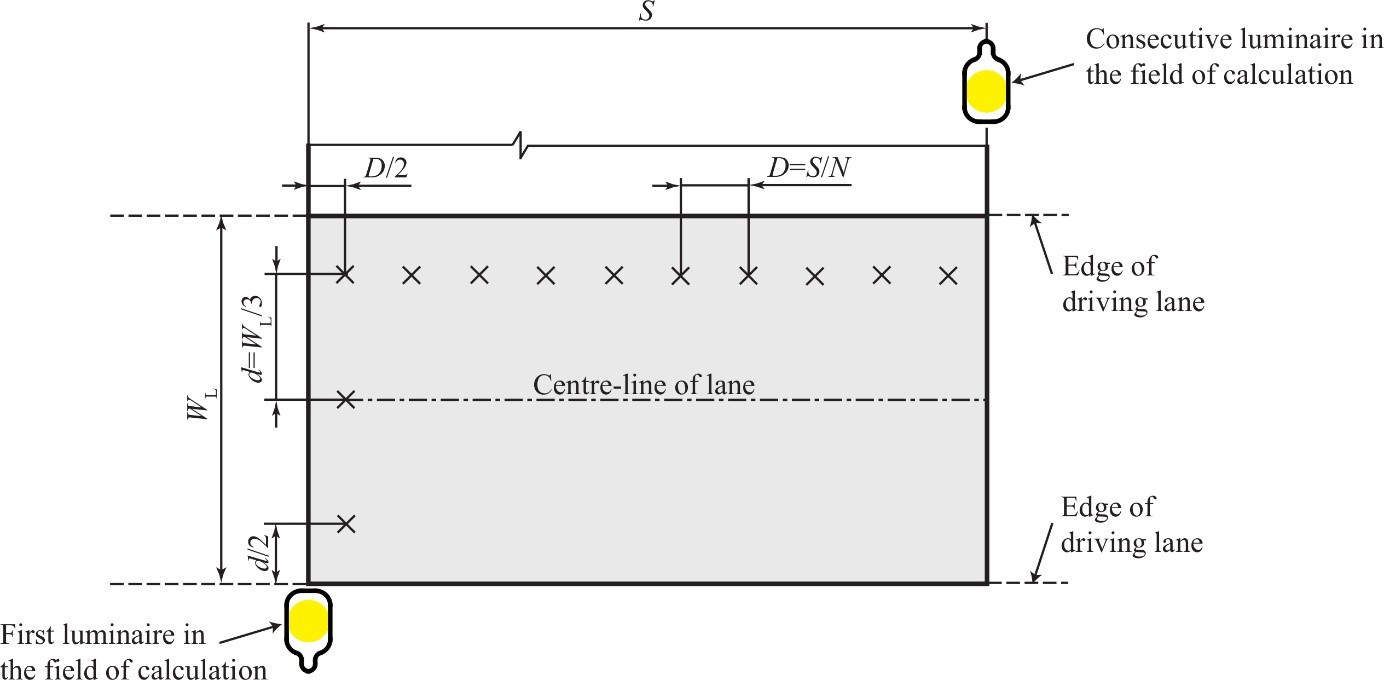 S
Consecutive luminaire in
the field of calculation
D/2
D=S/N
Edge of
driving lane
d=W_L/3
Centre-line of lane
W_L
Edge of
driving lane
d/2
First luminaire in
the field of calculation